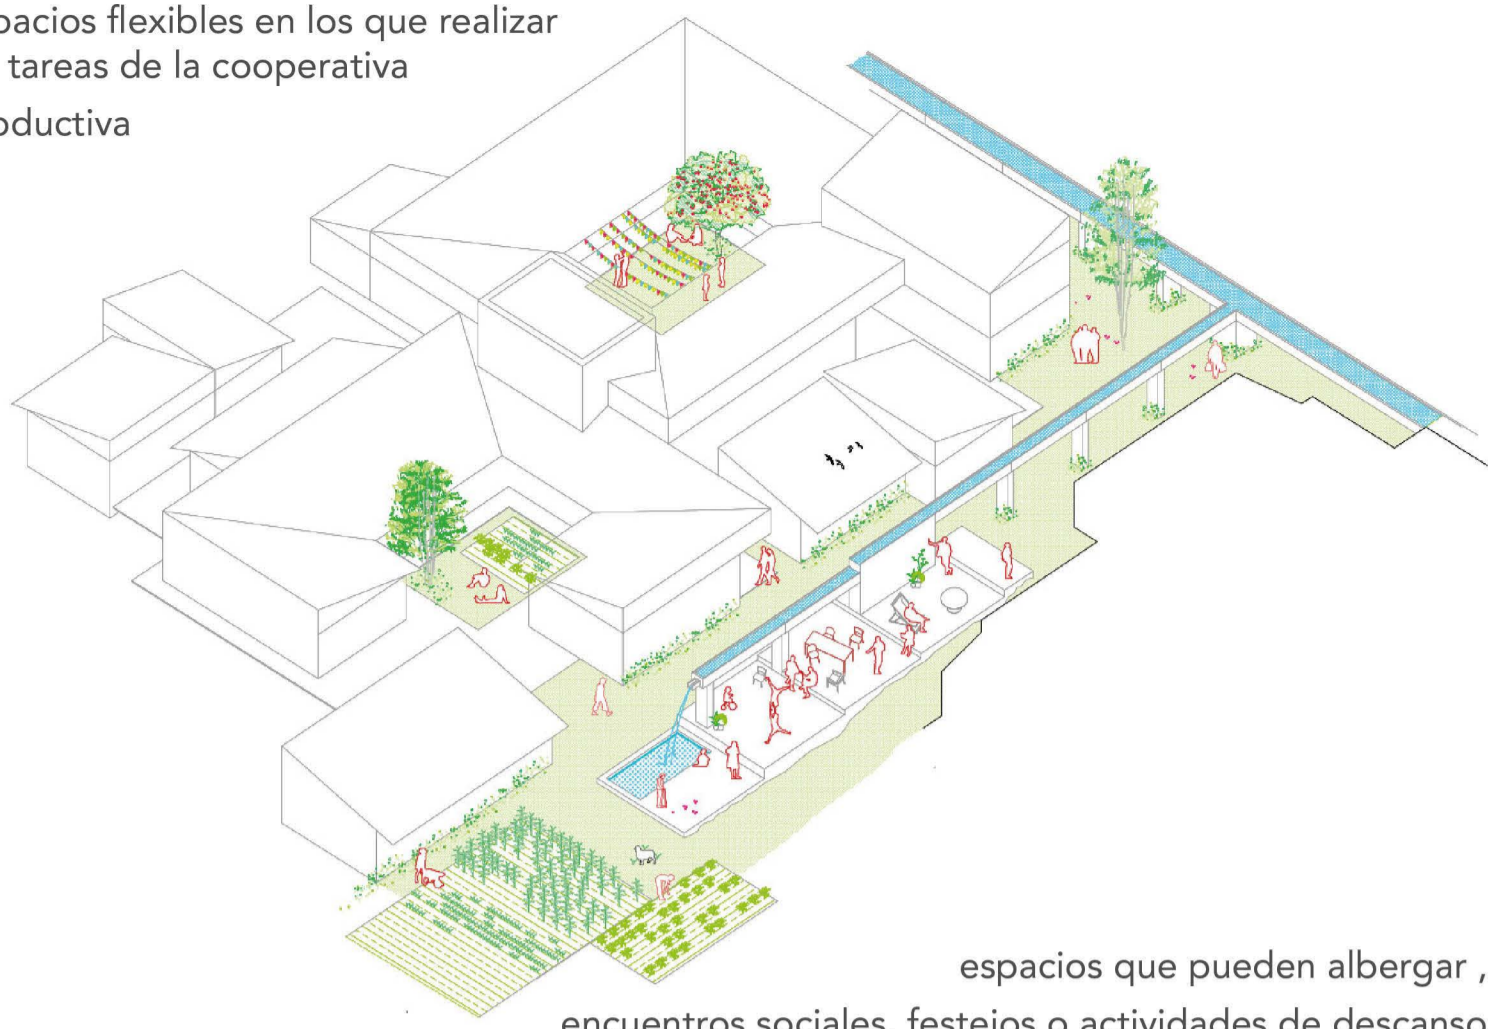 pacios flexibles en los que realizar
tareas de la cooperativa
oductiva
espacios que pueden albergar ,
encuentros sociales, festejos o actividades de descanso